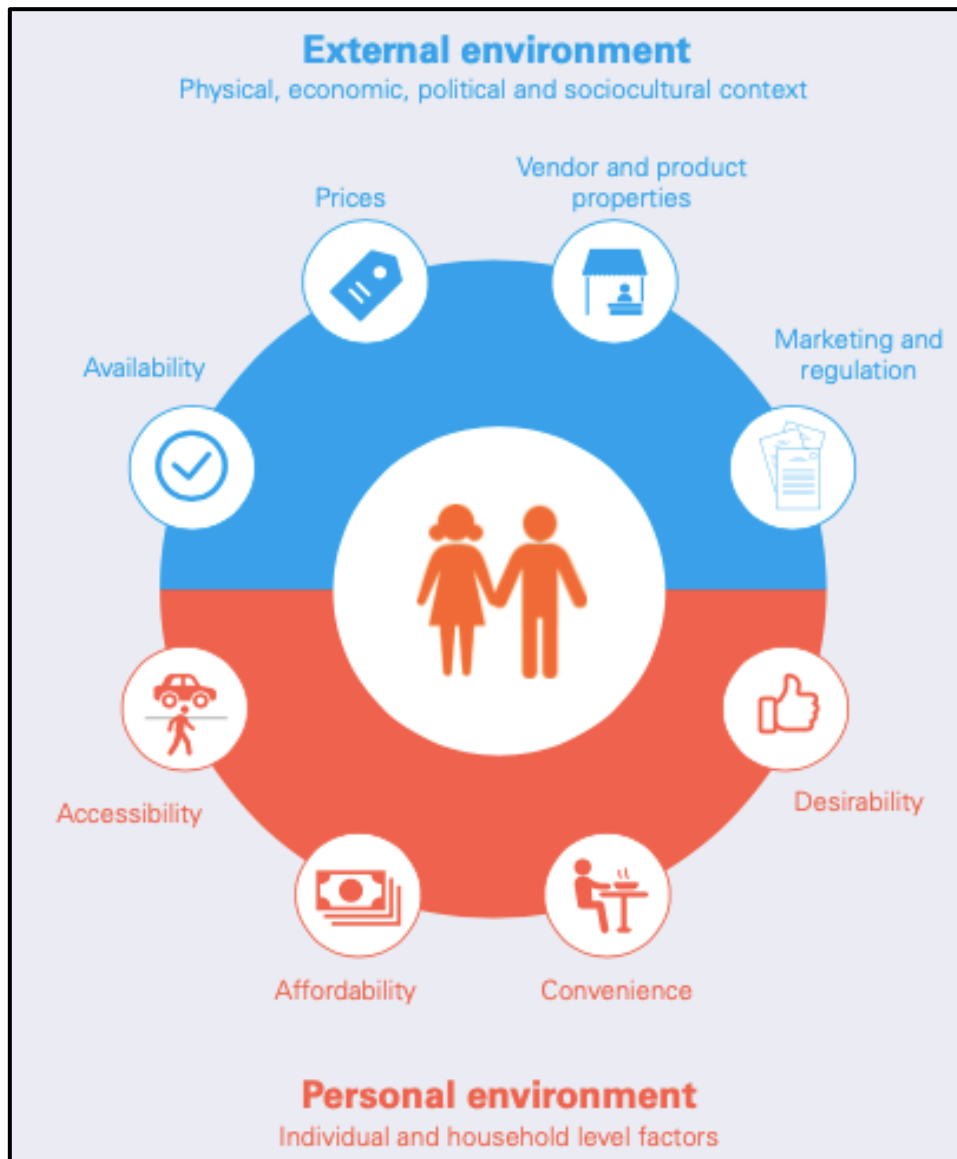 External environment
Physical, economic, political and sociocultural context
Prices
Vendor and product
properties
Availability
Marketing and
regulation
Accessibility
Desirability
Affordability
Convenience
Personal environment
Individual and household level factors